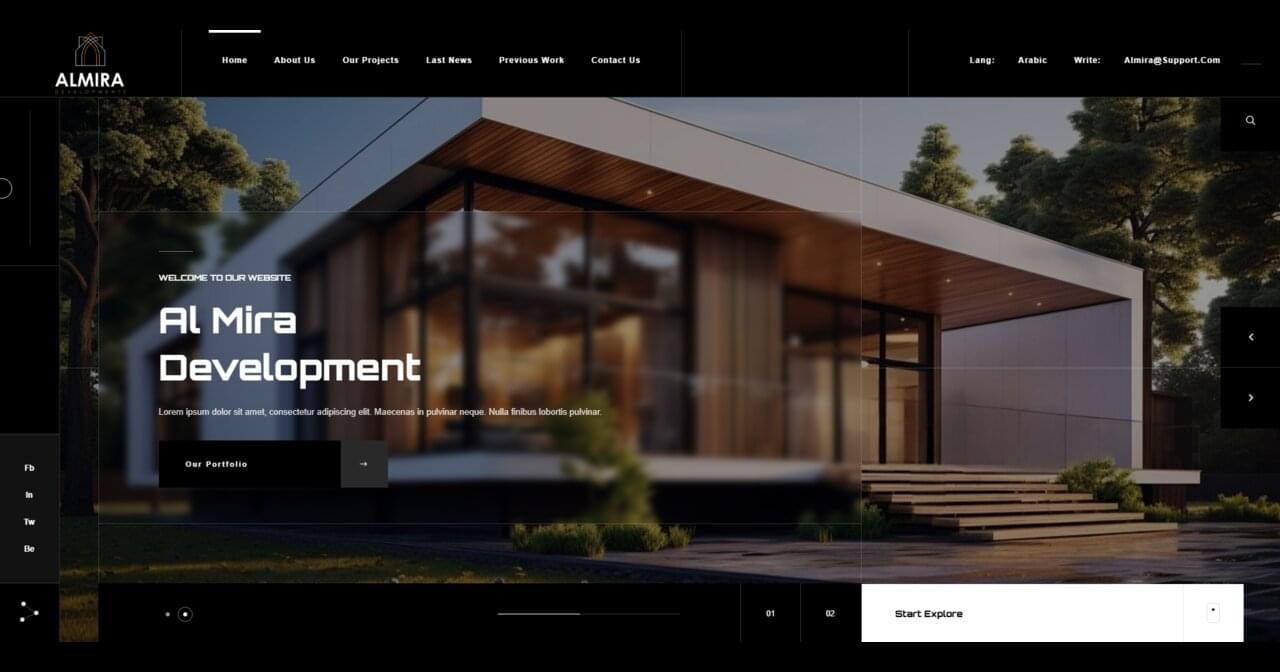 ALMIRA
DEVELOPMENTS
Home
About Us
Our Projects
Last News
Previous Work
Contact Us
Lang:
Arabic
Write:
Almira@Support.Com
WELCOME TO OUR WEBSITE
Al Mira
Development
Lorem ipsum dolor sit amet, consectetur adipiscing elit. Maecenas in pulvinar neque. Nulla finibus lobortis pulvinar.
Our Portfolio
Fb
In
Tw
Be
01
02
Start Explore